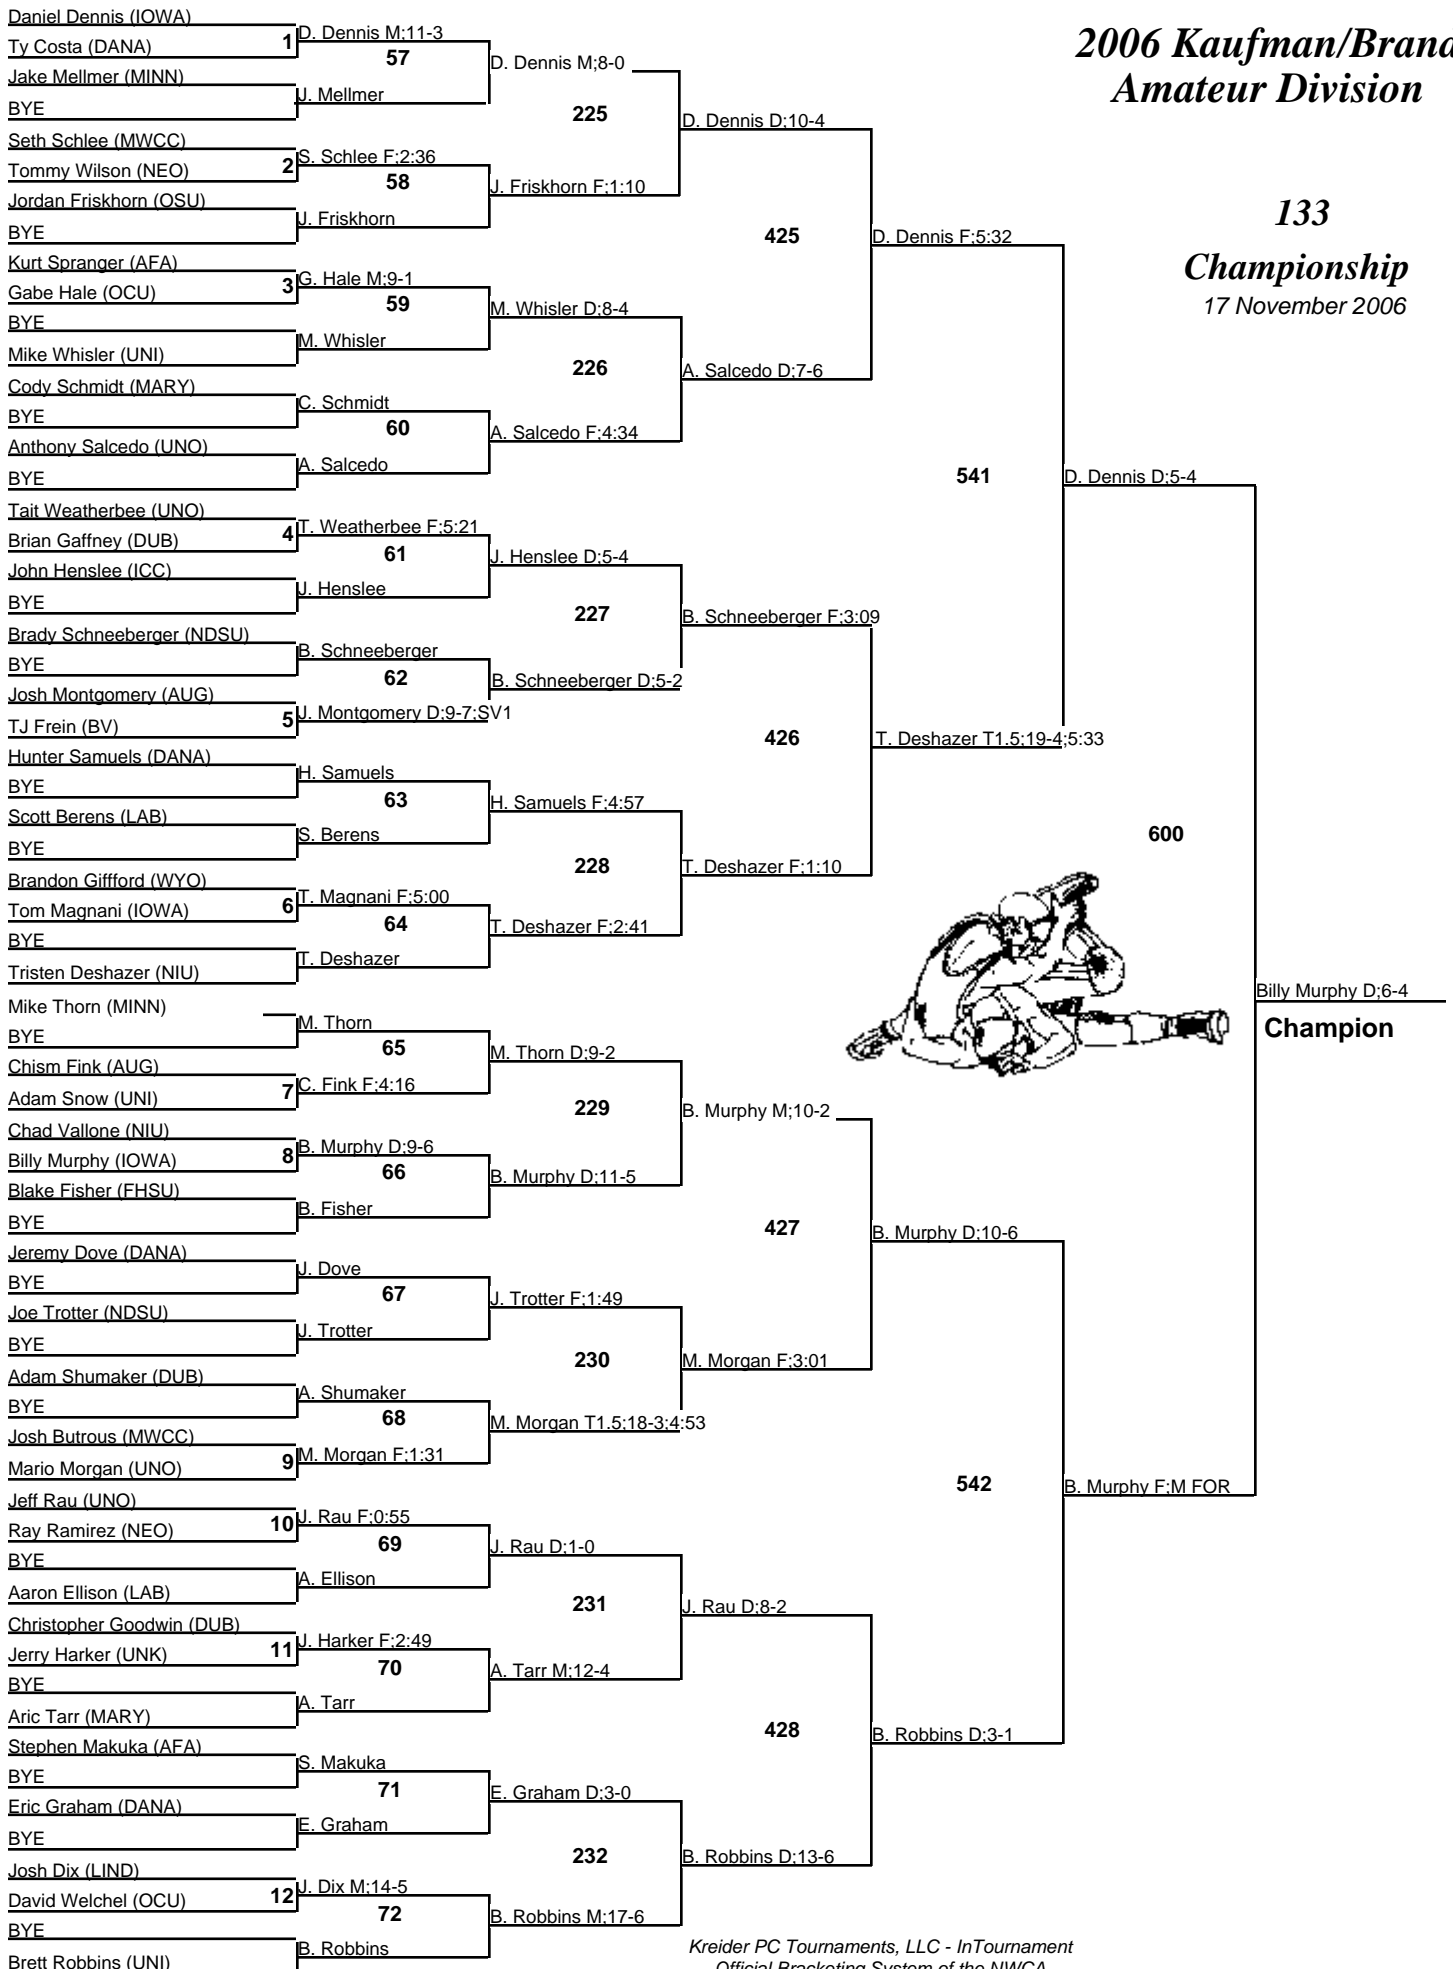 2006 Kaufman/Brand
Amateur Division
133
Championship
17 November 2006
Daniel Dennis (IOWA)
Ty Costa (DANA)
Jake Mellmer (MINN)
BYE
Seth Schlee (MWCC)
Tommy Wilson (NEO)
Jordan Friskhorn (OSU)
BYE
Kurt Spranger (AFA)
Gabe Hale (OCU)
BYE
Mike Whisler (UNI)
Cody Schmidt (MARY)
BYE
Anthony Salcedo (UNO)
BYE
Tait Weatherbee (UNO)
Brian Gaffney (DUB)
John Henslee (ICC)
BYE
Brady Schneeberger (NDSU)
BYE
Josh Montgomery (AUG)
TJ Frein (BV)
Hunter Samuels (DANA)
BYE
Scott Berens (LAB)
BYE
Brandon Giffford (WYO)
Tom Magnani (IOWA)
BYE
Tristen Deshazer (NIU)
Mike Thorn (MINN)
BYE
Chism Fink (AUG)
Adam Snow (UNI)
Chad Vallone (NIU)
Billy Murphy (IOWA)
Blake Fisher (FHSU)
BYE
Jeremy Dove (DANA)
BYE
Joe Trotter (NDSU)
BYE
Adam Shumaker (DUB)
BYE
Josh Butrous (MWCC)
Mario Morgan (UNO)
Jeff Rau (UNO)
Ray Ramirez (NEO)
BYE
Aaron Ellison (LAB)
Christopher Goodwin (DUB)
Jerry Harker (UNK)
BYE
Aric Tarr (MARY)
Stephen Makuka (AFA)
BYE
Eric Graham (DANA)
BYE
Josh Dix (LIND)
David Welchel (OCU)
BYE
Brett Robbins (UNI)
1
2
3
4
5
6
7
8
9
10
11
12
D. Dennis M;11-3
57
J. Mellmer
S. Schlee F;2:36
58
J. Friskhorn
G. Hale M;9-1
59
M. Whisler
C. Schmidt
60
A. Salcedo
T. Weatherbee F;5:21
61
J. Henslee
B. Schneeberger
62
J. Montgomery D;9-7;SV1
H. Samuels
63
S. Berens
T. Magnani F;5:00
64
T. Deshazer
M. Thorn
65
C. Fink F;4:16
B. Murphy D;9-6
66
B. Fisher
J. Dove
67
J. Trotter
A. Shumaker
68
M. Morgan F;1:31
J. Rau F;0:55
69
A. Ellison
J. Harker F;2:49
70
A. Tarr
S. Makuka
71
E. Graham
J. Dix M;14-5
72
B. Robbins
D. Dennis M;8-0
225
J. Friskhorn F;1:10
M. Whisler D;8-4
226
A. Salcedo F;4:34
J. Henslee D;5-4
227
B. Schneeberger D;5-2
H. Samuels F;4:57
228
T. Deshazer F;2:41
M. Thorn D;9-2
229
B. Murphy D;11-5
J. Trotter F;1:49
230
M. Morgan T1.5;18-3;4:53
J. Rau D;1-0
231
A. Tarr M;12-4
E. Graham D;3-0
232
B. Robbins M;17-6
D. Dennis D;10-4
425
A. Salcedo D;7-6
B. Schneeberger F;3:09
426
T. Deshazer F;1:10
B. Murphy M;10-2
427
M. Morgan F;3:01
J. Rau D;8-2
428
B. Robbins D;13-6
D. Dennis F;5:32
541
T. Deshazer T1.5;19-4;5:33
B. Murphy D;10-6
542
B. Robbins D;3-1
D. Dennis D;5-4
600
B. Murphy F;M FOR
Billy Murphy D;6-4
Champion
Kreider PC Tournaments, LLC - InTournament
Official Bracketing System of the NWCA